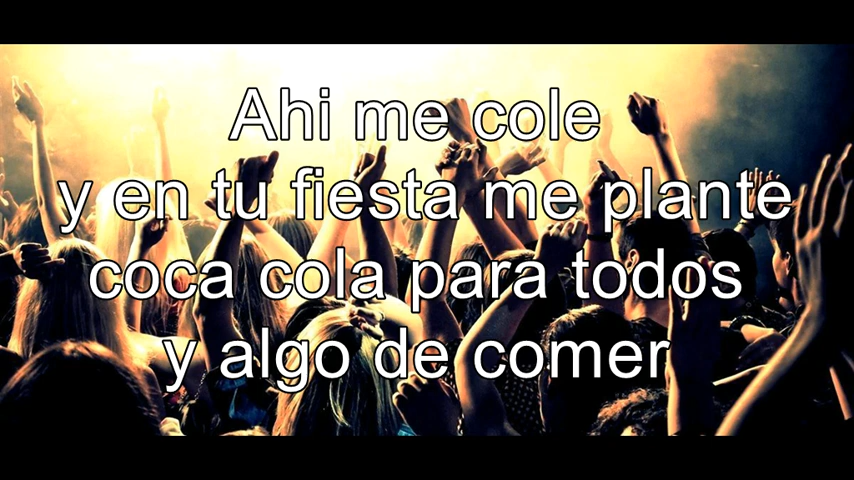 Ahi me cole
y en tu fiesta me plante
coca cola para todos
y algo de comer